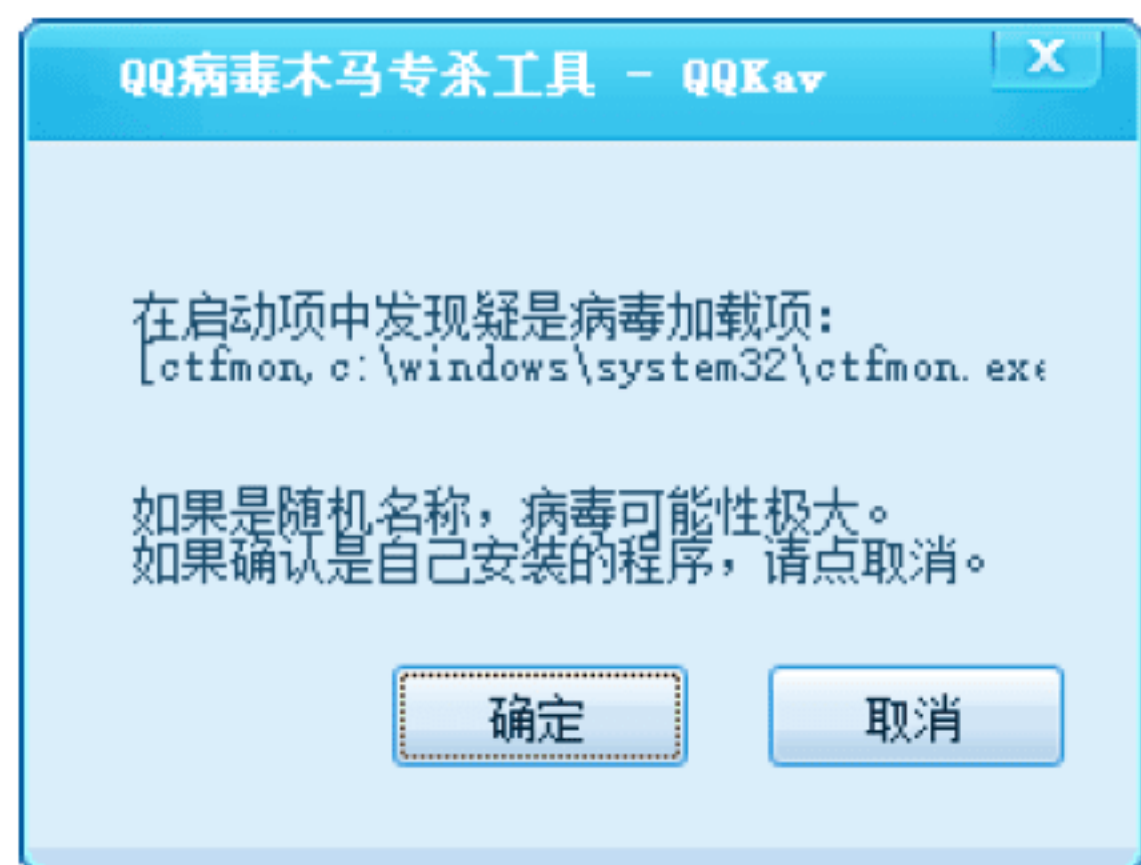 QQ病毒木马专杀工具 - QQKav
X
在启动项中发现疑是病毒加载项:
[ctfmon,c:\windows\system32\ctfmon.exe
如果是随机名称，病毒可能性极大。
如果确认是自己安装的程序，请点取消。
确定
取消